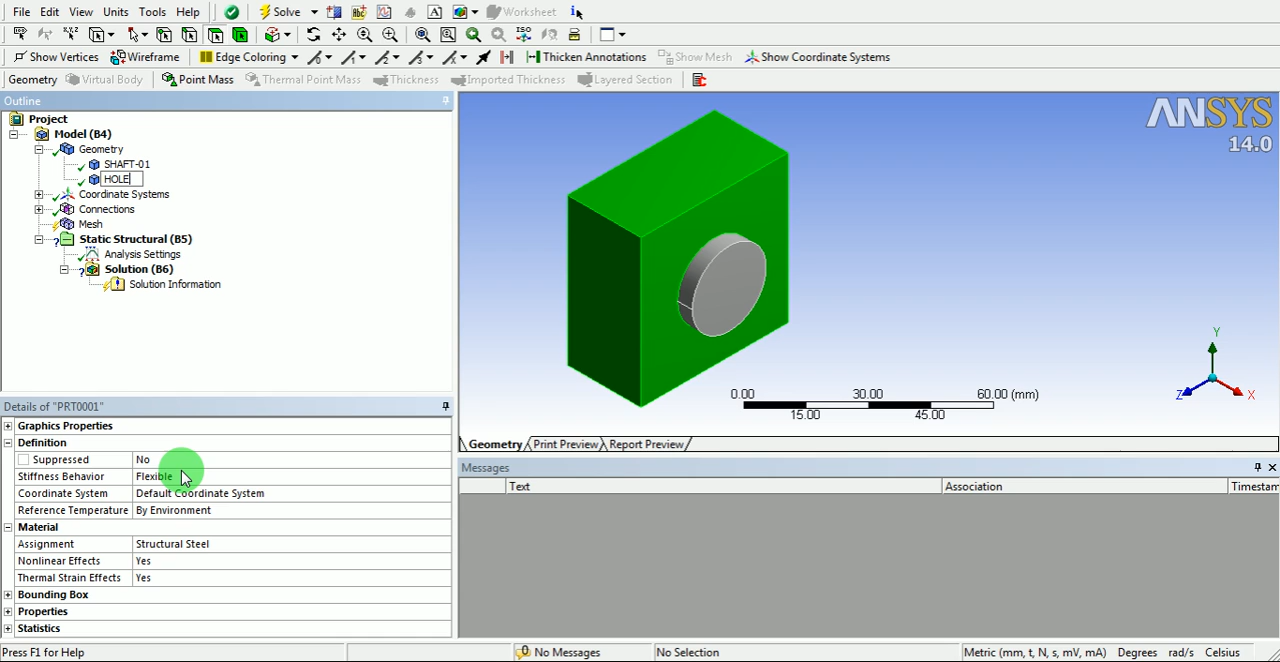 File Edit View Units Tools Help Solve Worksheet
Show Vertices Wireframe Edge Coloring Thicken Annotations Show Mesh Show Coordinate Systems
Geometry Virtual Body Point Mass Thermal Point Mass Thickness Imported Thickness Layered Section
Outline
Project
Model (B4)
Geometry
SHAFT-01
HOLE
Coordinate Systems
Connections
Mesh
Static Structural (B5)
Analysis Settings
Solution (B6)
Solution Information
Details of "PRT0001"
Graphics Properties
Definition
Suppressed No
Stiffness Behavior Flexible
Coordinate System Default Coordinate System
Reference Temperature By Environment
Material
Assignment Structural Steel
Nonlinear Effects Yes
Thermal Strain Effects Yes
Bounding Box
Properties
Statistics
ANSYS
14.0
Y
Z X
0.00 30.00 60.00 (mm)
15.00 45.00
Geometry Print Preview Report Preview
Messages
Text Association Timestam
Press F1 for Help No Messages No Selection Metric (mm, t, N, s, mV, mA) Degrees rad/s Celsius